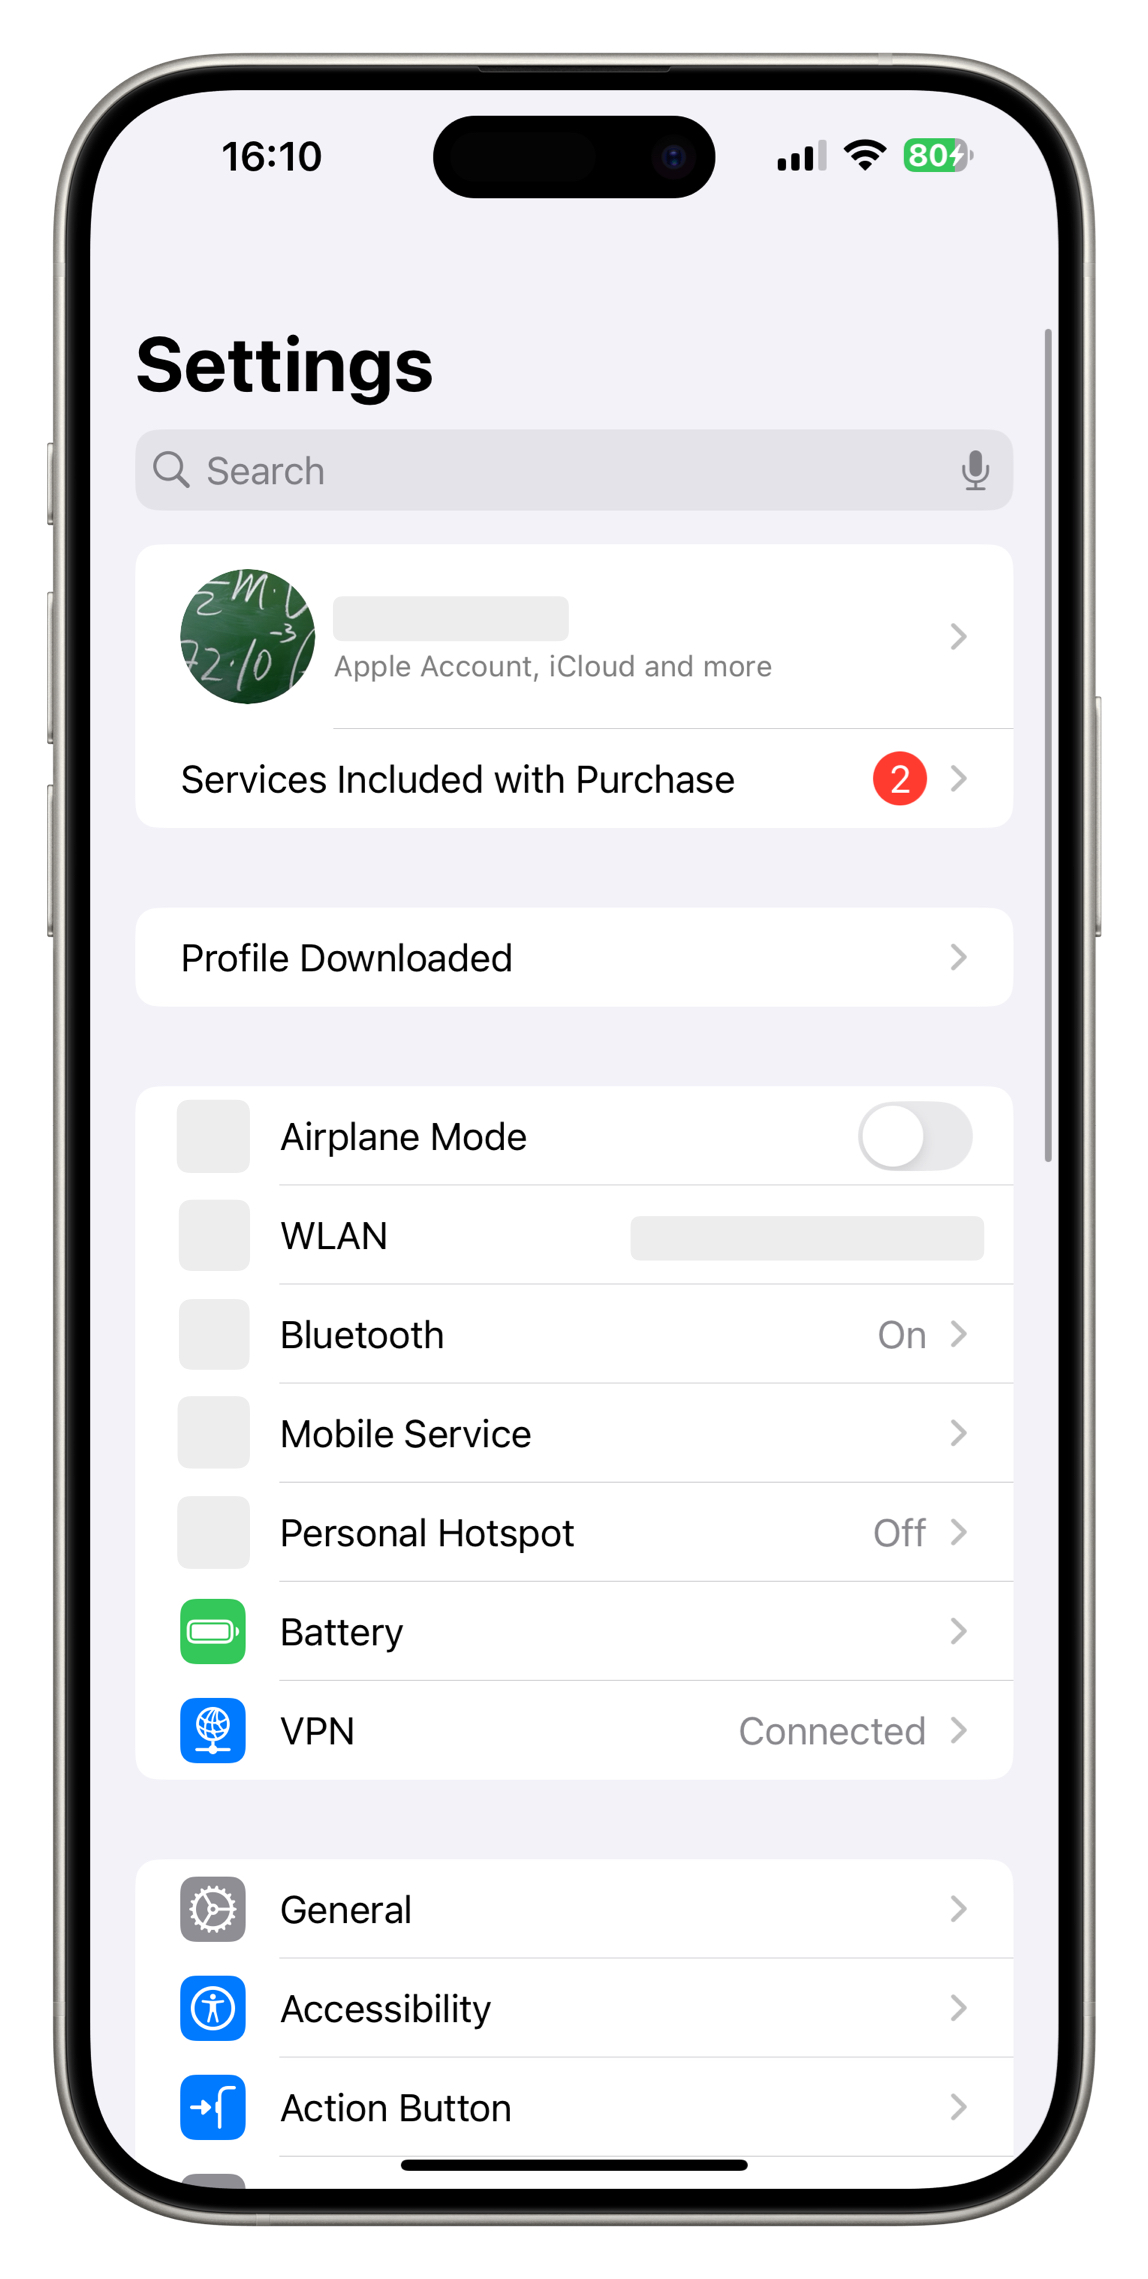 16:10
80
Settings
Search
Apple Account, iCloud and more
Services Included with Purchase 2
Profile Downloaded
Airplane Mode
WLAN
Bluetooth On
Mobile Service
Personal Hotspot Off
Battery
VPN Connected
General
Accessibility
Action Button